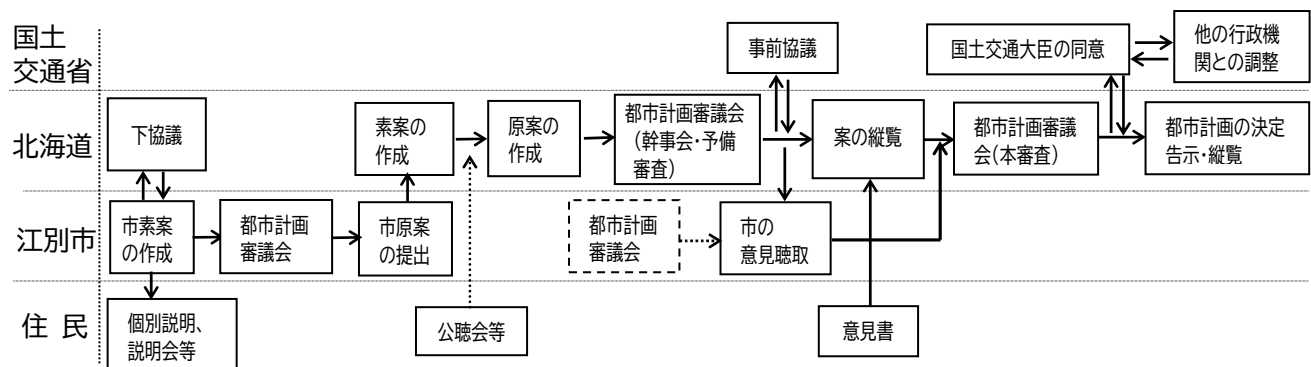 国土
交通省
事前協議
国土交通大臣の同意
他の行政機
関との調整
北海道
下協議
素案の
作成
原案の
作成
都市計画審議会
(幹事会・予備
審査)
案の縦覧
都市計画審議
会(本審査)
都市計画の決定
告示・縦覧
江別市
市素案
の作成
都市計画
審議会
市原案
の提出
都市計画
審議会
市の
意見聴取
住 民
個別説明、
説明会等
公聴会等
意見書